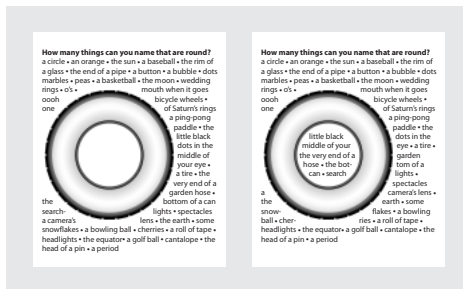 How many things can you name that are round?
a circle • an orange • the sun • a baseball • the rim of
a glass • the end of a pipe • a button • a bubble • dots
marbles • peas • a basketball • the moon • wedding
rings • o's • mouth when it goes
oooh bicycle wheels •
one of Saturn's rings
a ping-pong
paddle • the
little black
dots in the
middle of
your eye •
a tire • the
very end of a
garden hose •
the bottom of a can
search- lights • spectacles
a camera's lens • the earth • some
snowflakes • a bowling ball • cherries • a roll of tape •
headlights • the equator• a golf ball • cantalope • the
head of a pin • a period
How many things can you name that are round?
a circle • an orange • the sun • a baseball • the rim of
a glass • the end of a pipe • a button • a bubble • dots
marbles • peas • a basketball • the moon • wedding
rings • o's • mouth when it goes
oooh bicycle wheels •
one of Saturn's rings
a ping-pong
paddle • the
little black dots in the
middle of your eye • a tire •
the very end of a garden
hose • the bot- tom of a
can • search lights •
spectacles
a camera's lens •
the earth • some
snow- flakes • a bowling
ball • cher- ries • a roll of tape •
headlights • the equator• a golf ball • cantalope • the
head of a pin • a period